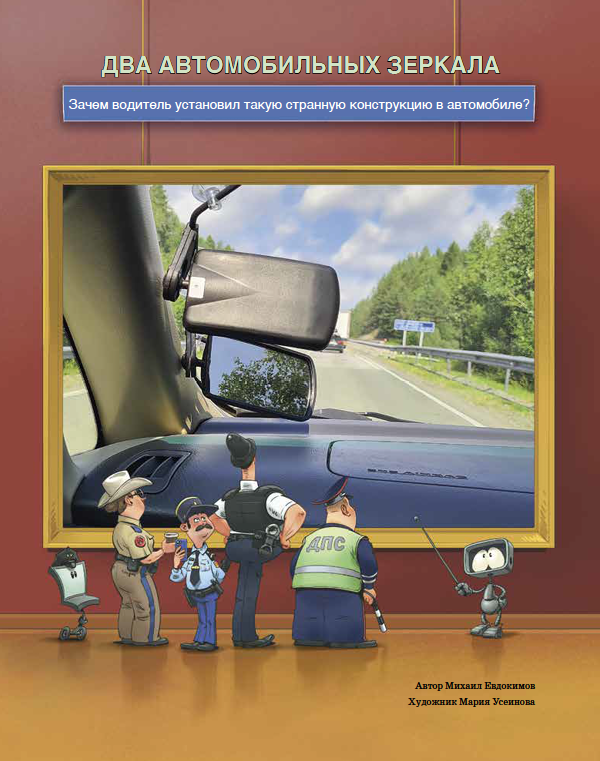 ДВА АВТОМОБИЛЬНЫХ ЗЕРКАЛА
Зачем водитель установил такую странную конструкцию в автомобиле?
ДПС
Автор Михаил Евдокимов
Художник Мария Усеинова